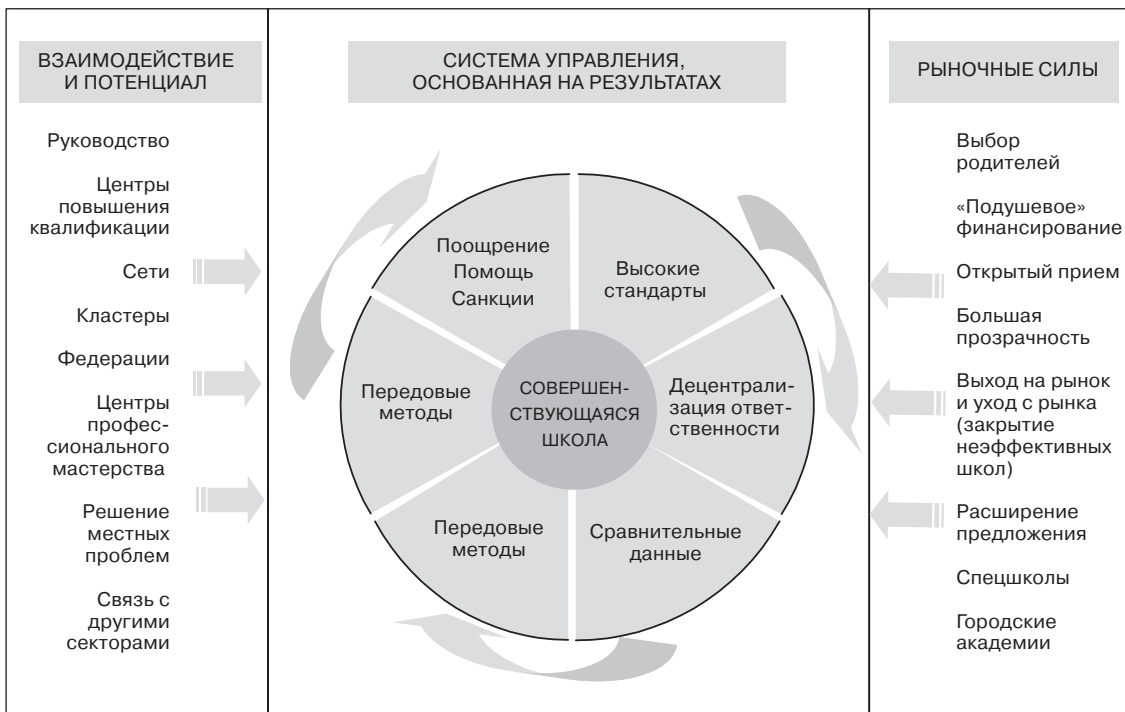 ВЗАИМОДЕЙСТВИЕ
И ПОТЕНЦИАЛ
Руководство
Центры
повышения
квалификации
Сети
Кластеры
Федерации
Центры
профес-
сионального
мастерства
Решение
местных
проблем
Связь с
другими
секторами
СИСТЕМА УПРАВЛЕНИЯ,
ОСНОВАННАЯ НА РЕЗУЛЬТАТАХ
Поощрение
Помощь
Санкции
Высокие
стандарты
Передовые
методы
СОВЕРШЕН-
СТВУЮЩАЯСЯ
ШКОЛА
Децентрали-
зация ответ-
ственности
Передовые
методы
Сравнительные
данные
РЫНОЧНЫЕ СИЛЫ
Выбор
родителей
«Подушевое»
финансирование
Открытый прием
Большая
прозрачность
Выход на рынок
и уход с рынка
(закрытие
неэффективных
школ)
Расширение
предложения
Спецшколы
Городские
академии